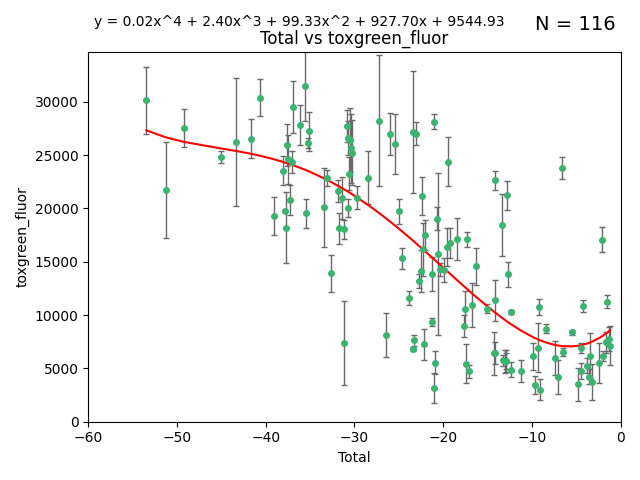 y = 0.02x^4 + 2.40x^3 + 99.33x^2 + 927.70x + 9544.93
N = 116
Total vs toxgreen_fluor
30000
25000
20000
15000
10000
5000
0
toxgreen_fluor
−60
−50
−40
−30
−20
−10
0
Total